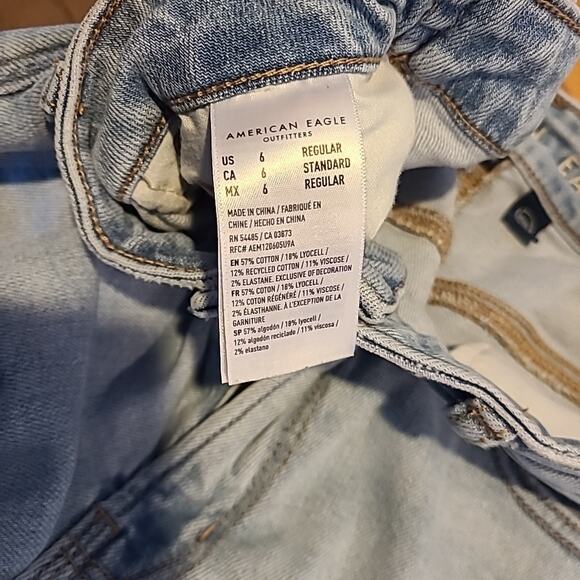 AMERICAN EAGLE
OUTFITTERS
US 6 REGULAR
CA 6 STANDARD
MX 6 REGULAR
MADE IN CHINA / FABRIQUÉ EN
CHINE / HECHO EN CHINA
RN 54485 / CA 03873
RFC# AEM120605U9A
EN 57% COTTON / 18% LYOCELL /
12% RECYCLED COTTON / 11% VISCOSE /
2% ELASTANE. EXCLUSIVE OF DECORATION
FR 57% COTON / 18% LYOCELL /
12% COTON RÉGÉNÉRÉ / 11% VISCOSE /
2% ÉLASTHANNE. À L'EXCLUSION DE
GARNITURE
SP 57% algodón / 18% lyocell /
12% algodón reciclado / 11% viscosa /
2% elastano